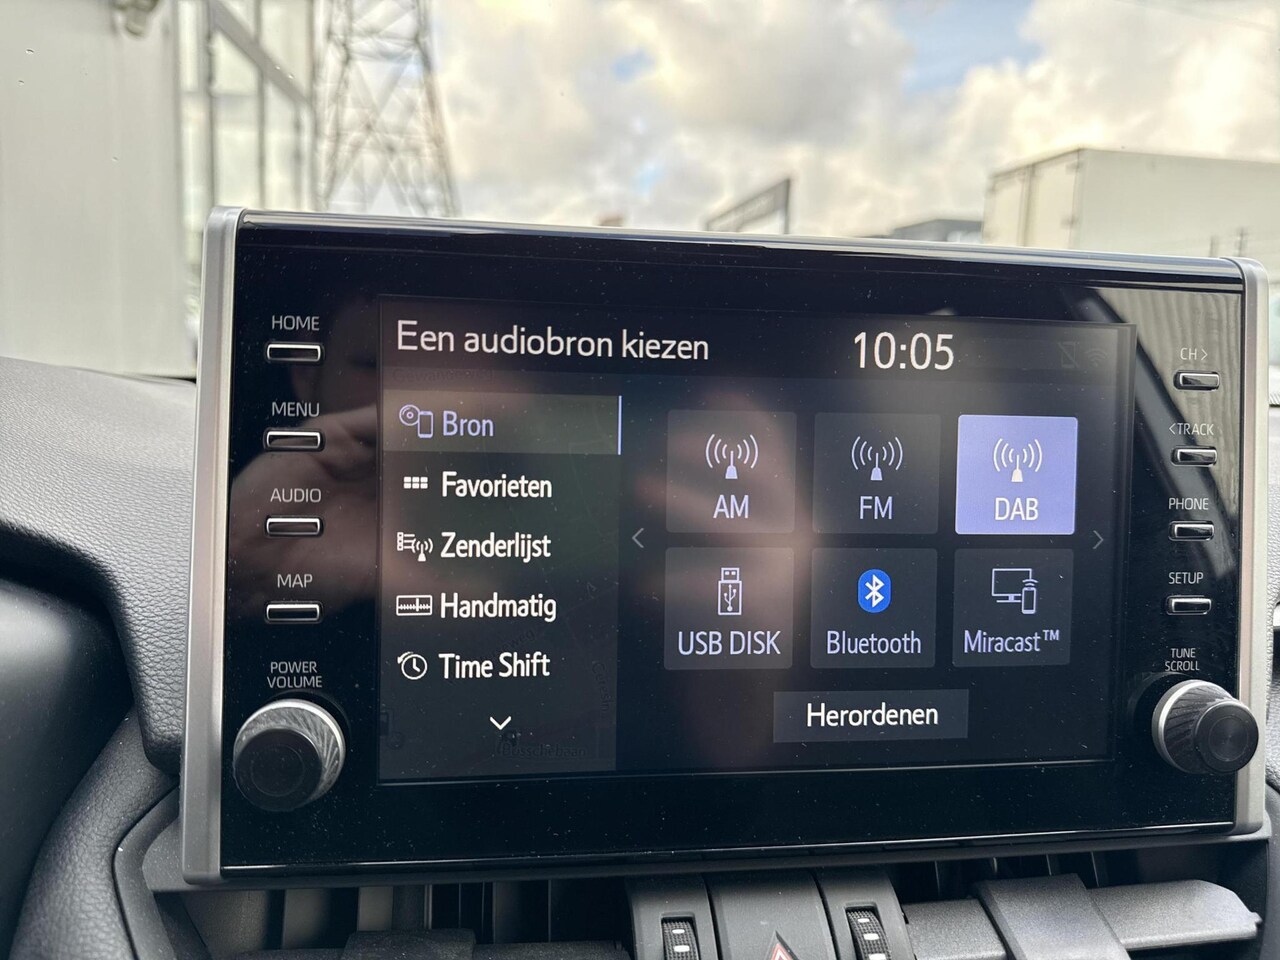 HOME
MENU
AUDIO
MAP
POWER
VOLUME
Een audiobron kiezen
10:05
Bron
Favorieten
Zenderlijst
Handmatig
Time Shift
AM
FM
DAB
USB DISK
Bluetooth
Miracast™
Herordenen
CH >
< TRACK
PHONE
SETUP
TUNE
SCROLL